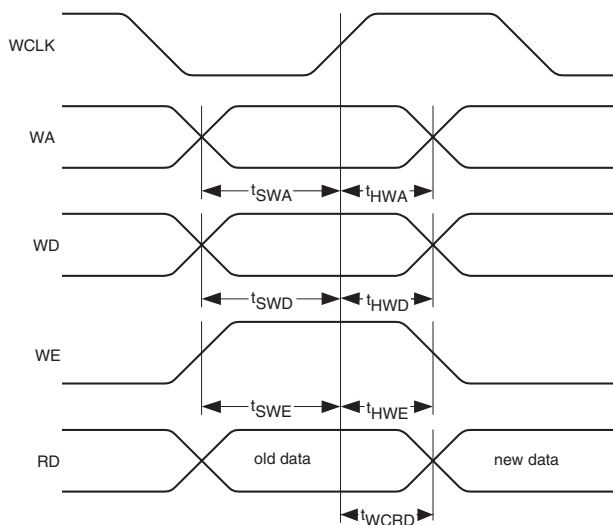 WCLK
WA
tSWA tHWA
WD
tSWD tHWD
WE
tSWE tHWE
RD old data new data
tWCRD